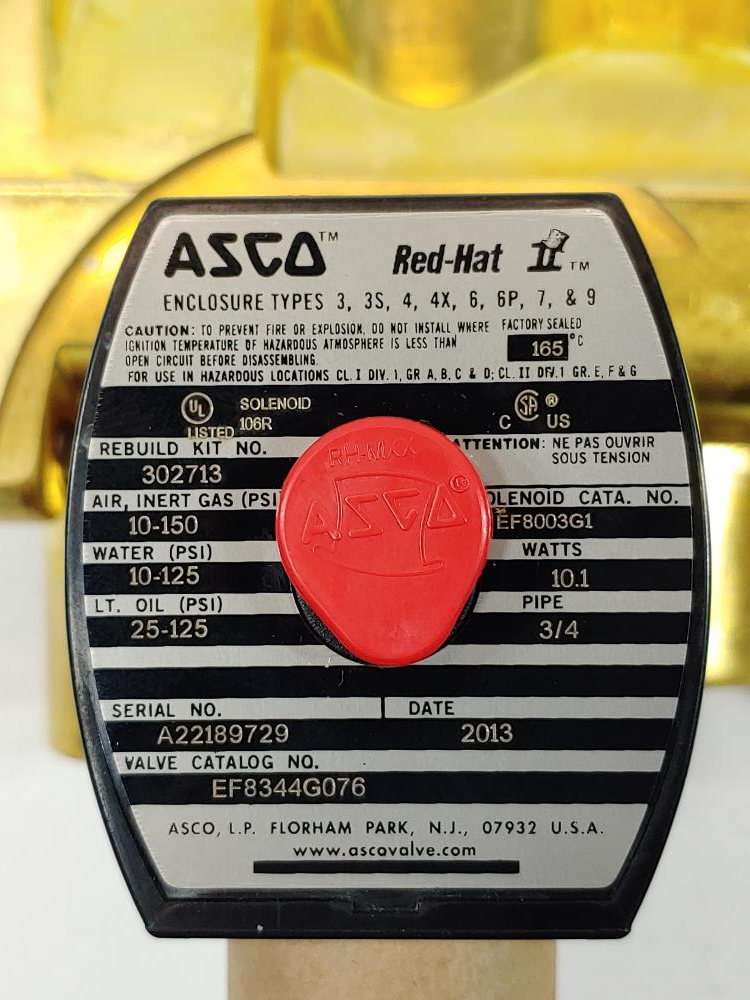 ASCO™ Red-Hat II™
ENCLOSURE TYPES 3, 3S, 4, 4X, 6, 6P, 7, & 9
CAUTION: TO PREVENT FIRE OR EXPLOSION, DO NOT INSTALL WHERE
IGNITION TEMPERATURE OF HAZARDOUS ATMOSPHERE IS LESS THAN
OPEN CIRCUIT BEFORE DISASSEMBLING.
FACTORY SEALED
165 °C
FOR USE IN HAZARDOUS LOCATIONS CL. I DIV. 1, GR A, B, C & D; CL. II DIV.1 GR. E, F & G
UL
LISTED
SOLENOID
106R
C SA ® US
REBUILD KIT NO.
302713
ATTENTION: NE PAS OUVRIR
SOUS TENSION
AIR, INERT GAS (PSI
10-150
OLENOID CATA. NO.
EF8003G1
WATER (PSI)
10-125
WATTS
10.1
LT. OIL (PSI)
25-125
PIPE
3/4
RH-MXX
ASCO®
SERIAL NO.
A22189729
DATE
2013
VALVE CATALOG NO.
EF8344G076
ASCO, L.P. FLORHAM PARK, N.J., 07932 U.S.A.
www.ascovalve.com